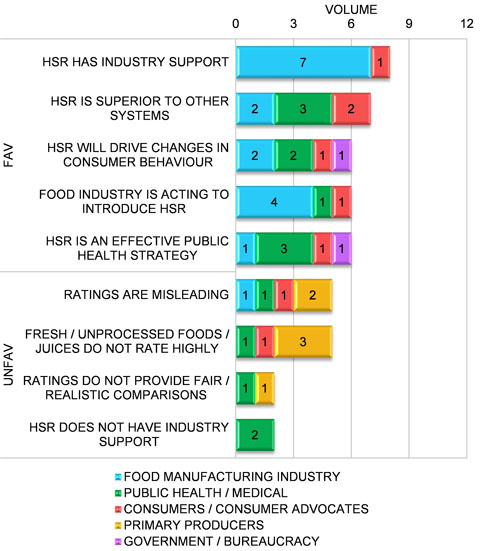 VOLUME
0 3 6 9 12
FAV
HSR HAS INDUSTRY SUPPORT
7 1
HSR IS SUPERIOR TO OTHER
SYSTEMS
2 3 2
HSR WILL DRIVE CHANGES IN
CONSUMER BEHAVIOUR
2 2 1 1
FOOD INDUSTRY IS ACTING TO
INTRODUCE HSR
4 1 1
HSR IS AN EFFECTIVE PUBLIC
HEALTH STRATEGY
1 3 1 1
UNFAV
RATINGS ARE MISLEADING
1 1 1 2
FRESH / UNPROCESSED FOODS /
JUICES DO NOT RATE HIGHLY
1 1 3
RATINGS DO NOT PROVIDE FAIR /
REALISTIC COMPARISONS
1 1
HSR DOES NOT HAVE INDUSTRY
SUPPORT
2
FOOD MANUFACTURING INDUSTRY
PUBLIC HEALTH / MEDICAL
CONSUMERS / CONSUMER ADVOCATES
PRIMARY PRODUCERS
GOVERNMENT / BUREAUCRACY